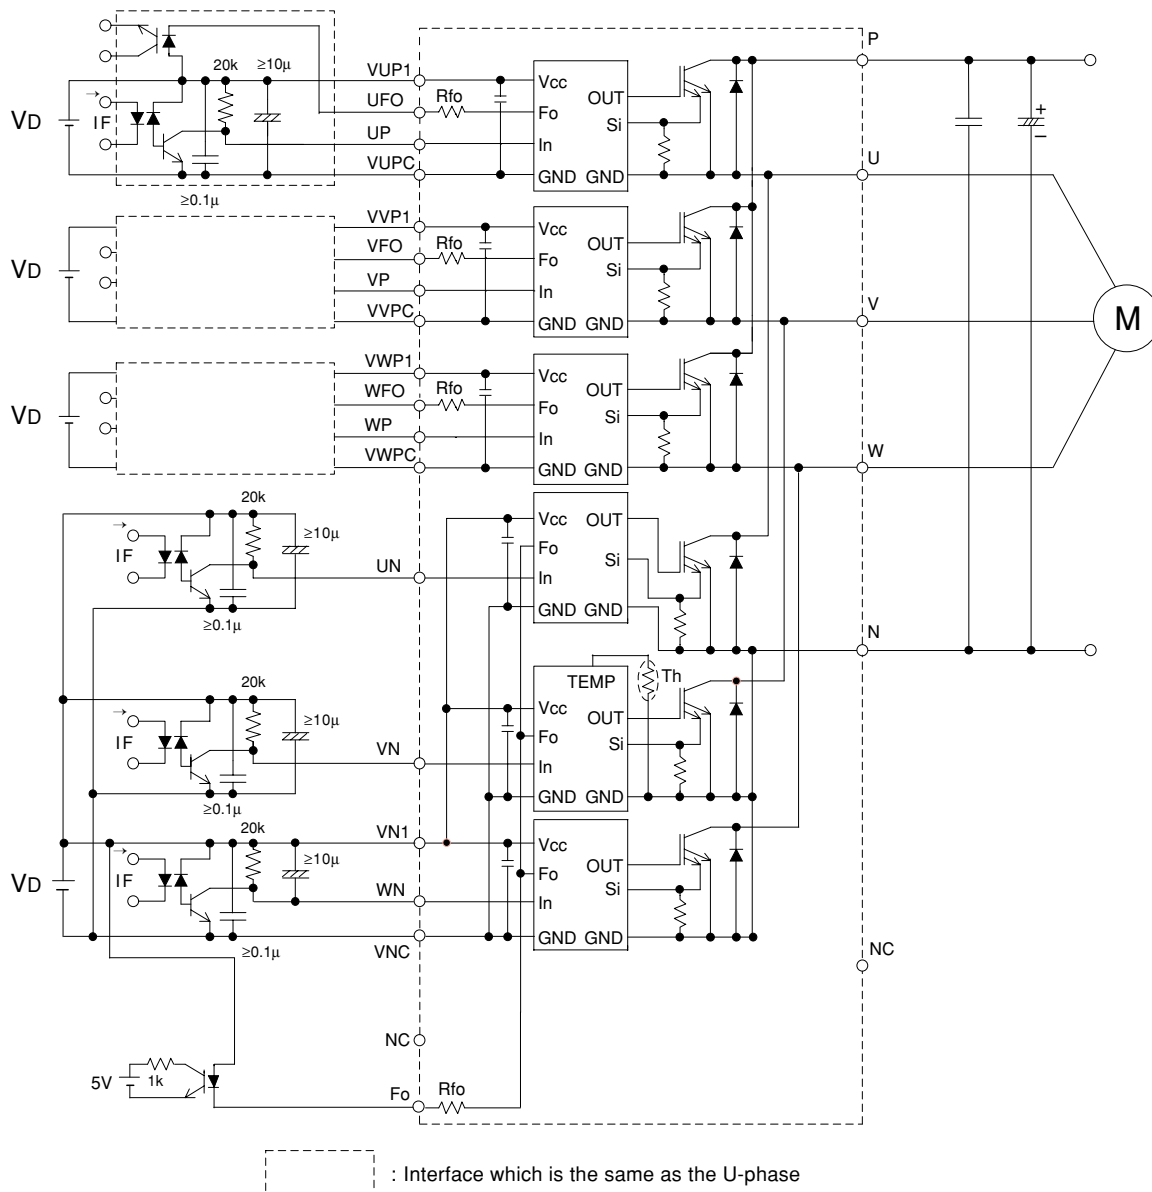 P
20k ≥10μ VUP1 Vcc
UFO Rfo Fo OUT
VD IF UP In Si + –
VUPC GND GND U
≥0.1μ
VVP1 Vcc
VFO Rfo Fo OUT
VD VP In Si
VVPC GND GND V
M
VWP1 Vcc
WFO Rfo Fo OUT
VD WP In Si
VWPC GND GND W
20k
IF ≥10μ Vcc OUT
Fo Si
UN In
≥0.1μ GND GND N
TEMP Th
20k
IF ≥10μ Vcc OUT
Fo Si
VN In
≥0.1μ GND GND
20k VN1 Vcc
IF ≥10μ Fo OUT
VD WN In Si
≥0.1μ VNC GND GND
NC
NC
5V 1k
Fo Rfo
: Interface which is the same as the U-phase